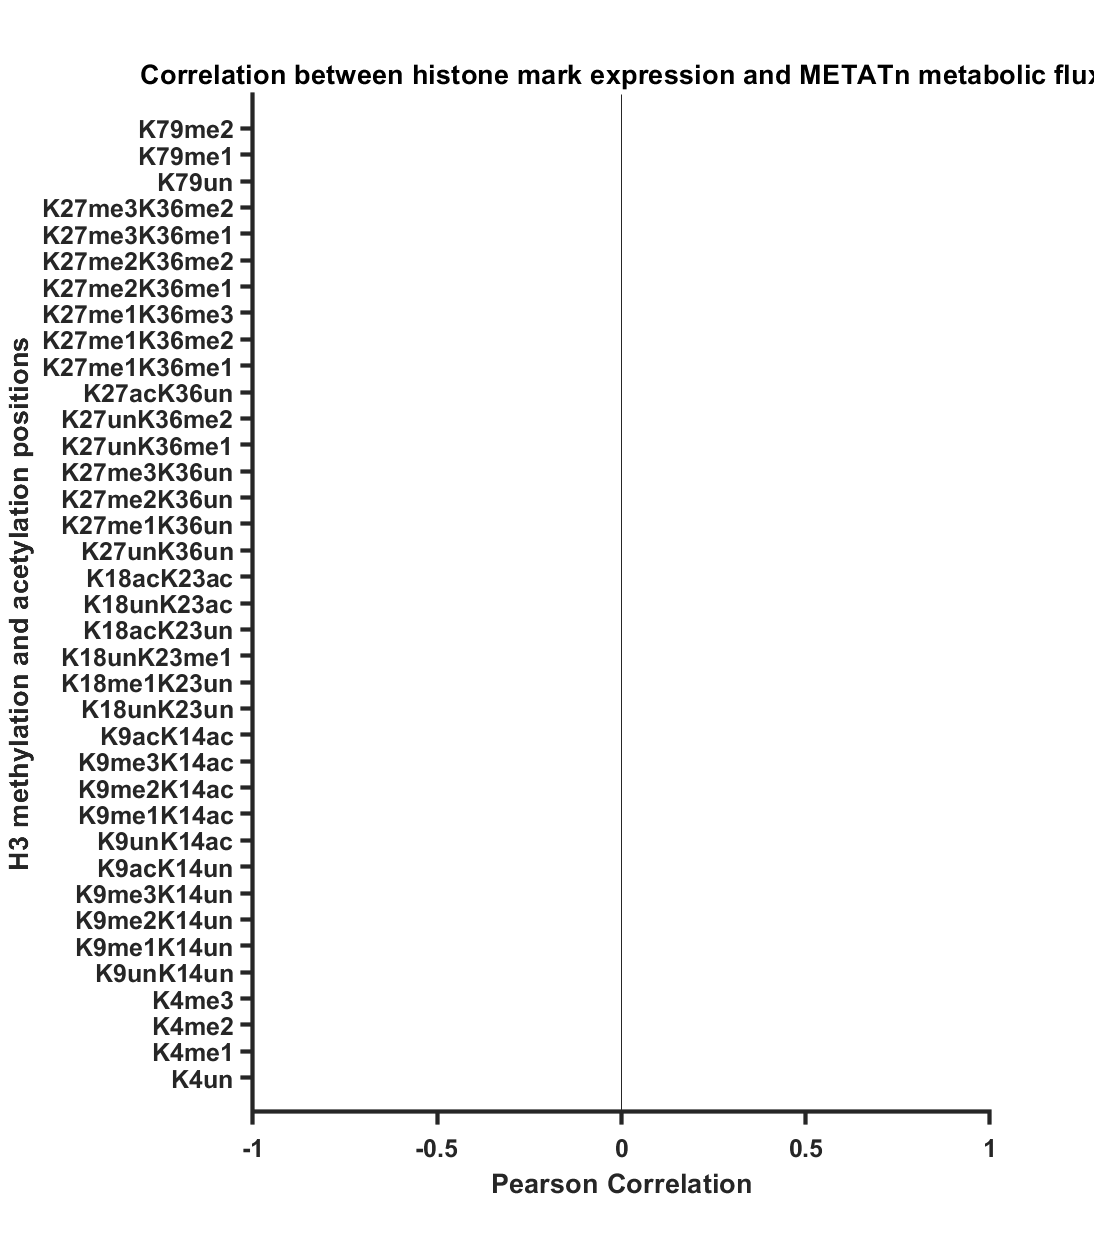 Correlation between histone mark expression and METATn metabolic flux
K79me2
K79me1
K79un
K27me3K36me2
K27me3K36me1
K27me2K36me2
K27me2K36me1
K27me1K36me3
K27me1K36me2
K27me1K36me1
K27acK36un
K27unK36me2
K27unK36me1
K27me3K36un
K27me2K36un
K27me1K36un
K27unK36un
K18acK23ac
K18unK23ac
K18acK23un
K18unK23me1
K18me1K23un
K18unK23un
K9acK14ac
K9me3K14ac
K9me2K14ac
K9me1K14ac
K9unK14ac
K9acK14un
K9me3K14un
K9me2K14un
K9me1K14un
K9unK14un
K4me3
K4me2
K4me1
K4un
H3 methylation and acetylation positions
-1 -0.5 0 0.5 1
Pearson Correlation